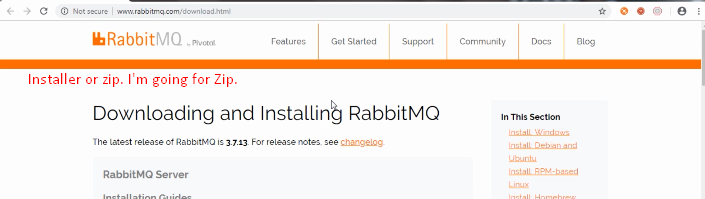 Not secure | www.rabbitmq.com/download.html
RabbitMQ by Pivotal
Features Get Started Support Community Docs Blog
Installer or zip. I'm going for Zip.
Downloading and Installing RabbitMQ
The latest release of RabbitMQ is 3.7.13. For release notes, see changelog.
RabbitMQ Server
Installation Guides
In This Section
Install: Windows
Install: Debian and
Ubuntu
Install: RPM-based
Linux
Install: Homebrew